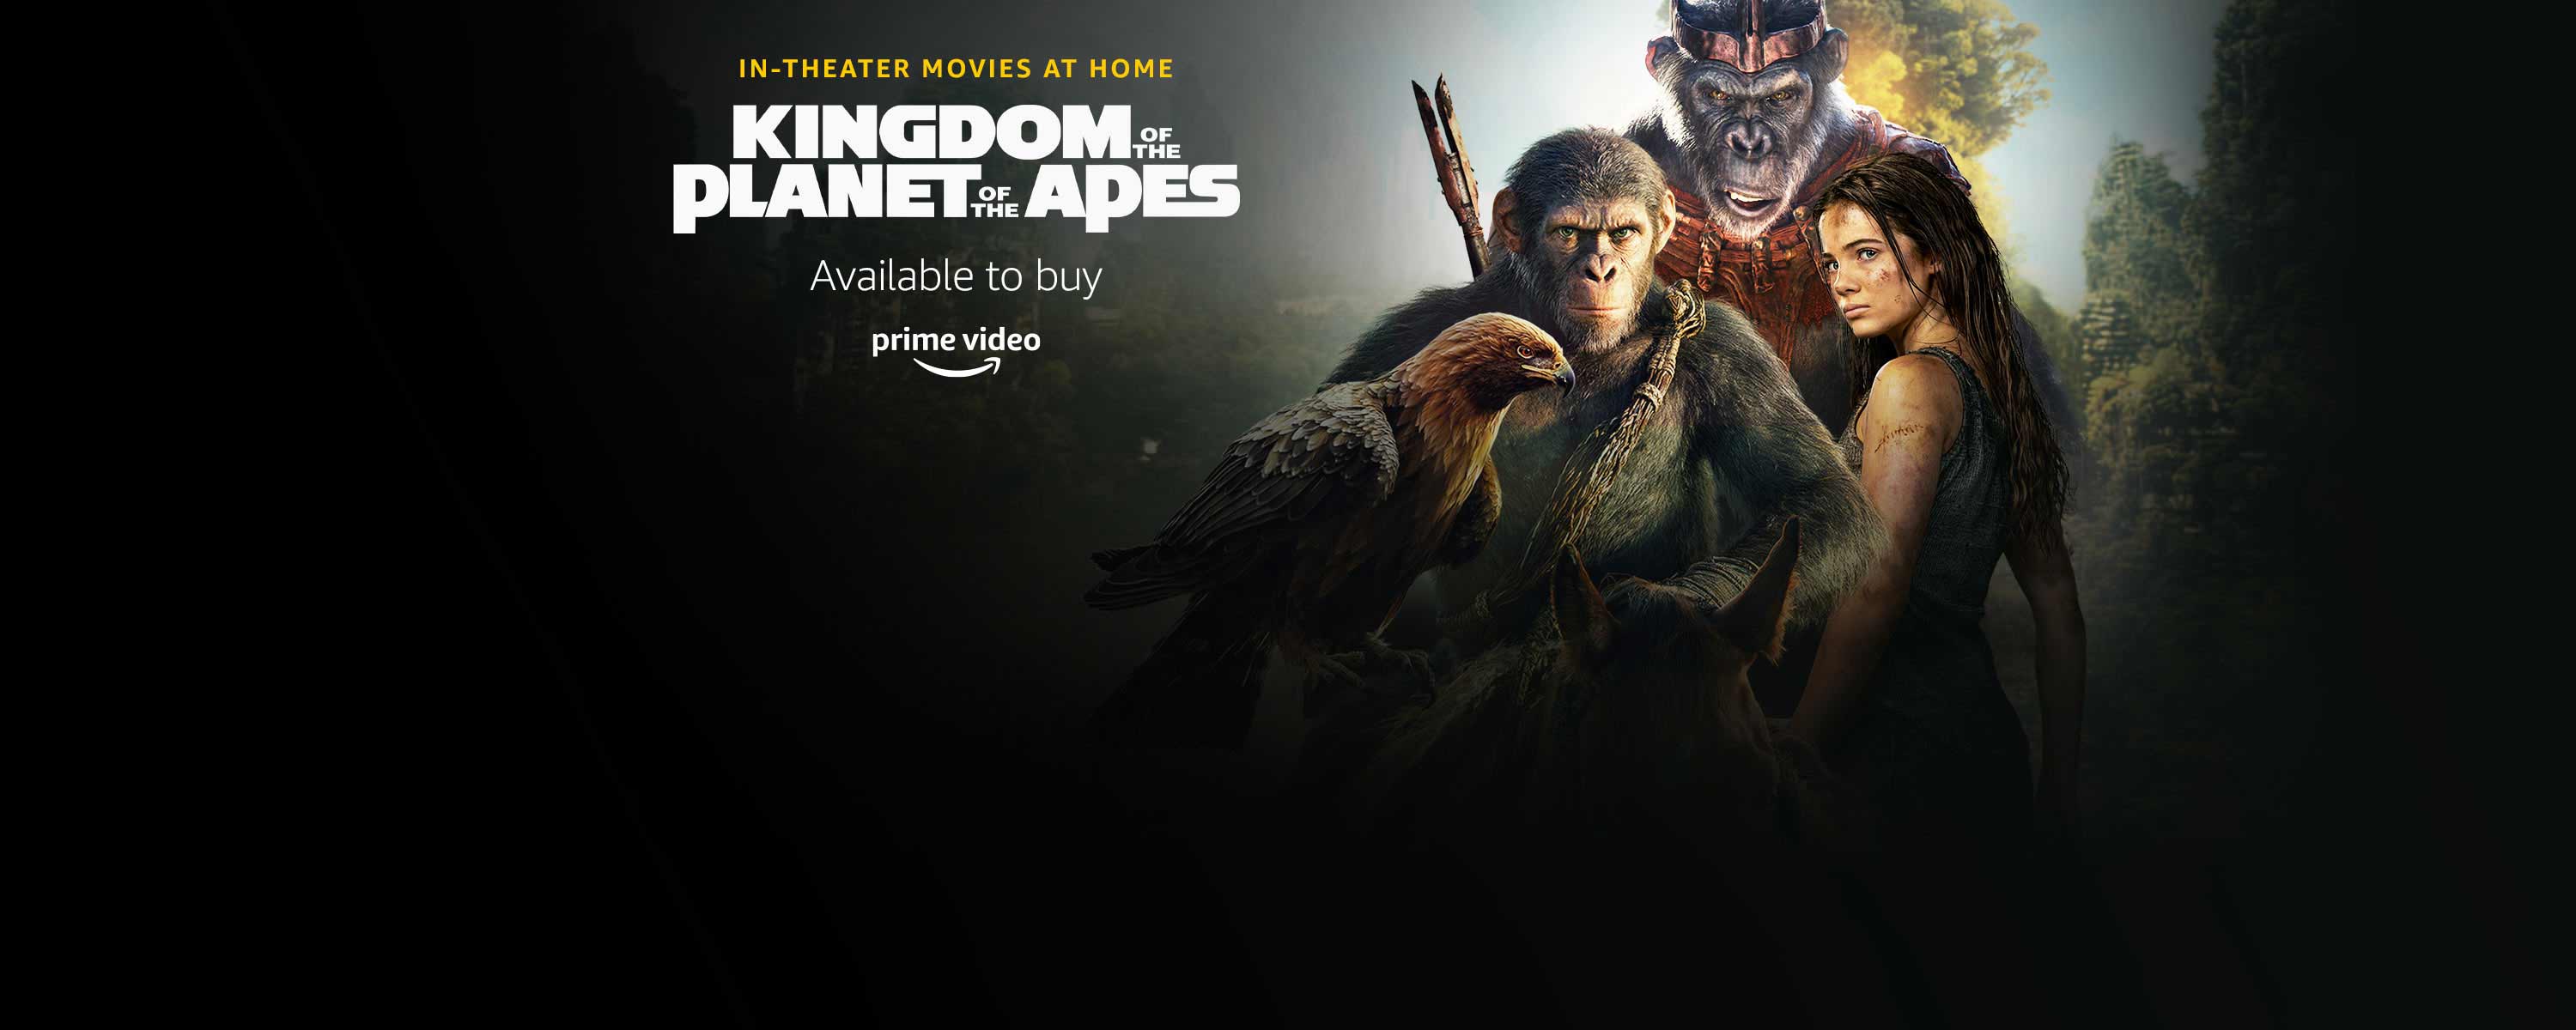 IN-THEATER MOVIES AT HOME
KINGDOM OF THE
PLANET OF THE APES
Available to buy
prime video